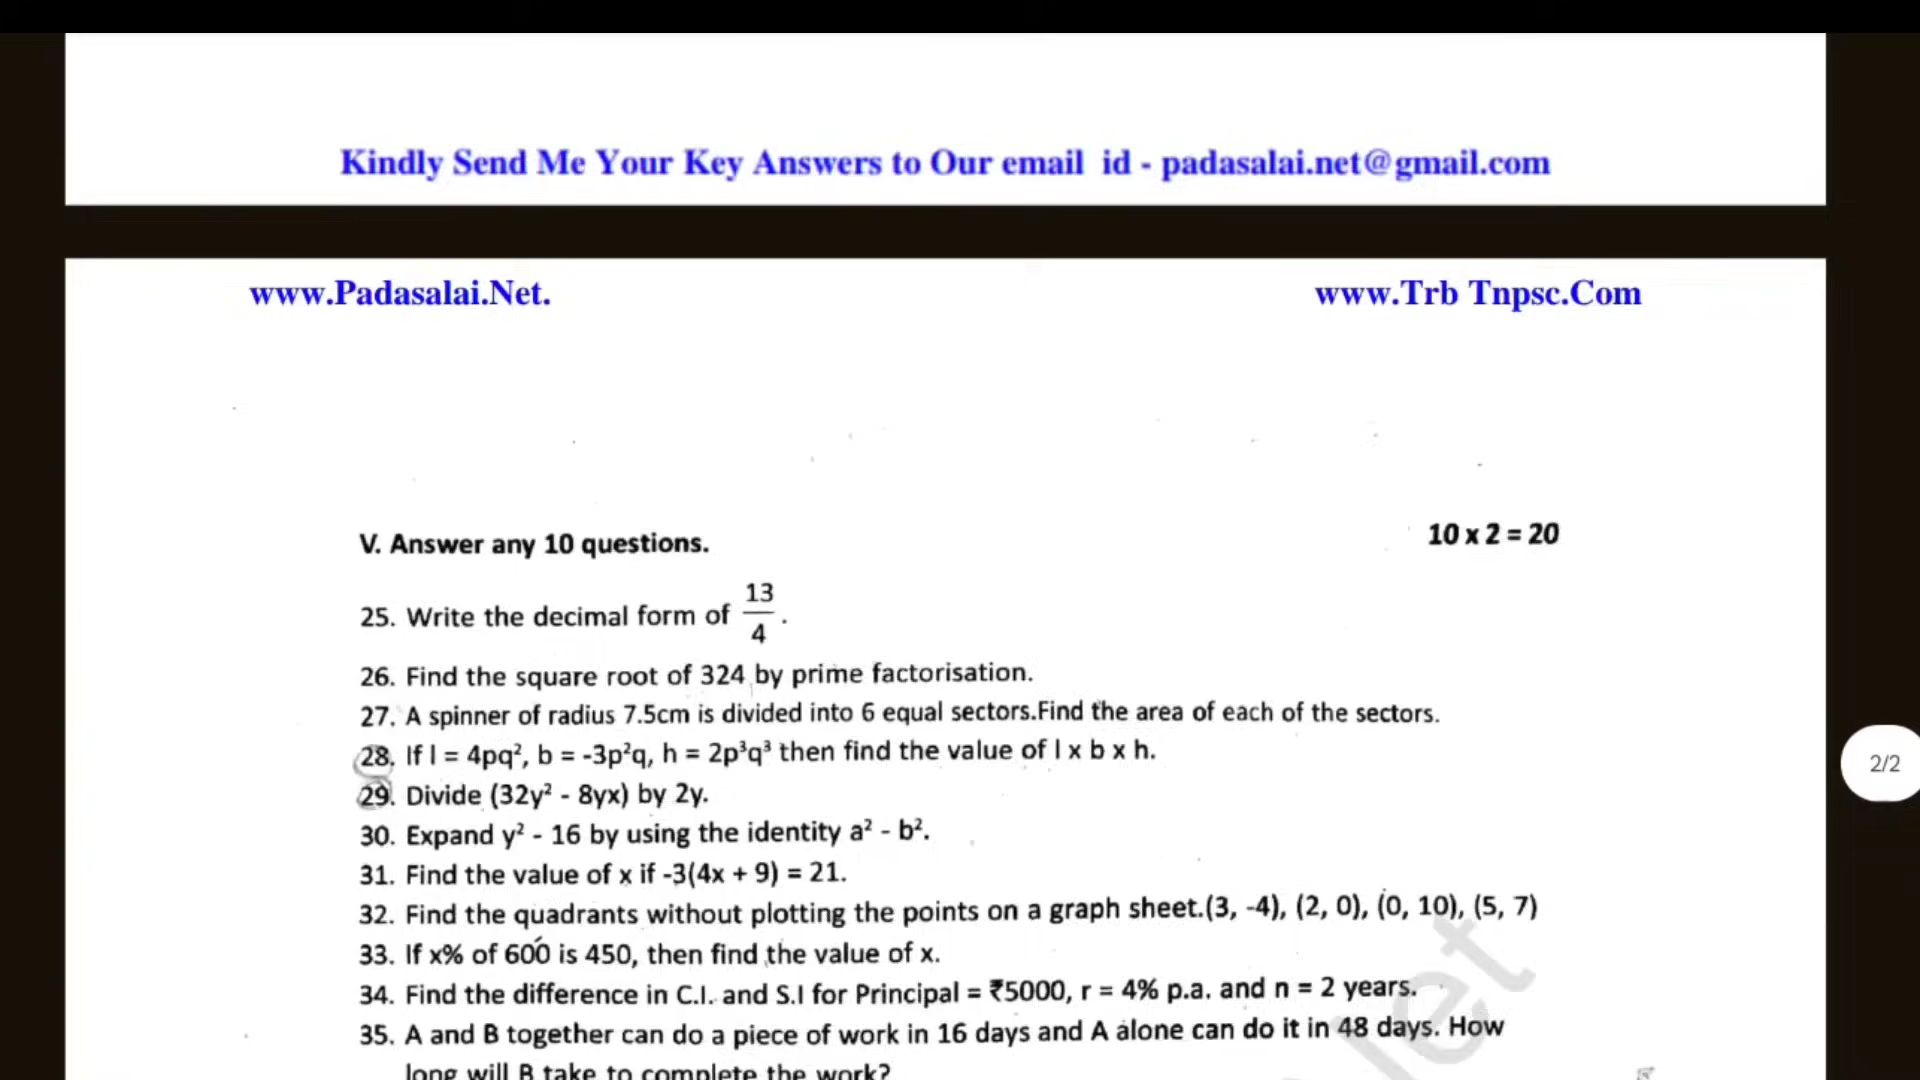 Kindly Send Me Your Key Answers to Our email id - padasalai.net@gmail.com
www.Padasalai.Net.
www.Trb Tnpsc.Com
V. Answer any 10 questions.
10 x 2 = 20
25. Write the decimal form of 13/4.
26. Find the square root of 324 by prime factorisation.
27. A spinner of radius 7.5cm is divided into 6 equal sectors.Find the area of each of the sectors.
28. If l = 4pq², b = -3p²q, h = 2p³q³ then find the value of l x b x h.
29. Divide (32y² - 8yx) by 2y.
30. Expand y² - 16 by using the identity a² - b².
31. Find the value of x if -3(4x + 9) = 21.
32. Find the quadrants without plotting the points on a graph sheet.(3, -4), (2, 0), (0, 10), (5, 7)
33. If x% of 600 is 450, then find the value of x.
34. Find the difference in C.I. and S.I for Principal = ₹5000, r = 4% p.a. and n = 2 years.
35. A and B together can do a piece of work in 16 days and A alone can do it in 48 days. How
long will B take to complete the work?
2/2
let